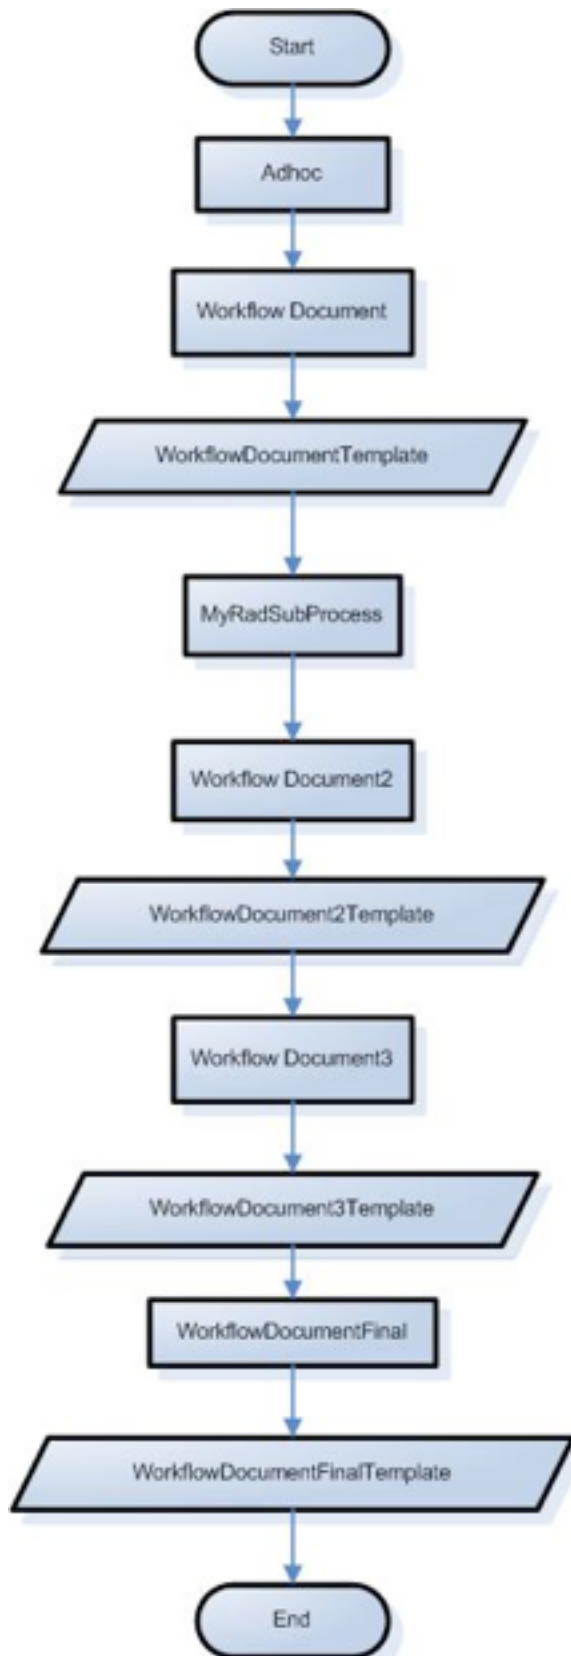 Start
Adhoc
Workflow Document
WorkflowDocumentTemplate
MyRadSubProcess
Workflow Document2
WorkflowDocument2Template
Workflow Document3
WorkflowDocument3Template
WorkflowDocumentFinal
WorkflowDocumentFinalTemplate
End